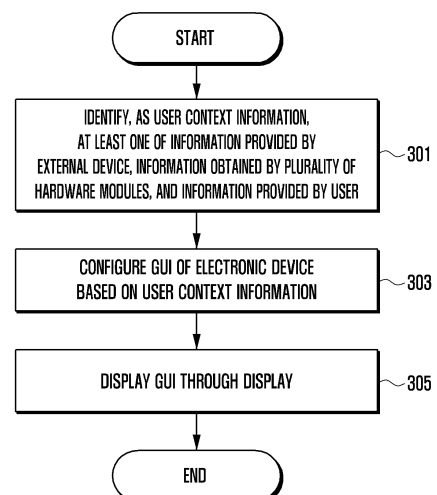 START
IDENTIFY, AS USER CONTEXT INFORMATION,
AT LEAST ONE OF INFORMATION PROVIDED BY
EXTERNAL DEVICE, INFORMATION OBTAINED BY PLURALITY OF
HARDWARE MODULES, AND INFORMATION PROVIDED BY USER
301
CONFIGURE GUI OF ELECTRONIC DEVICE
BASED ON USER CONTEXT INFORMATION
303
DISPLAY GUI THROUGH DISPLAY
305
END